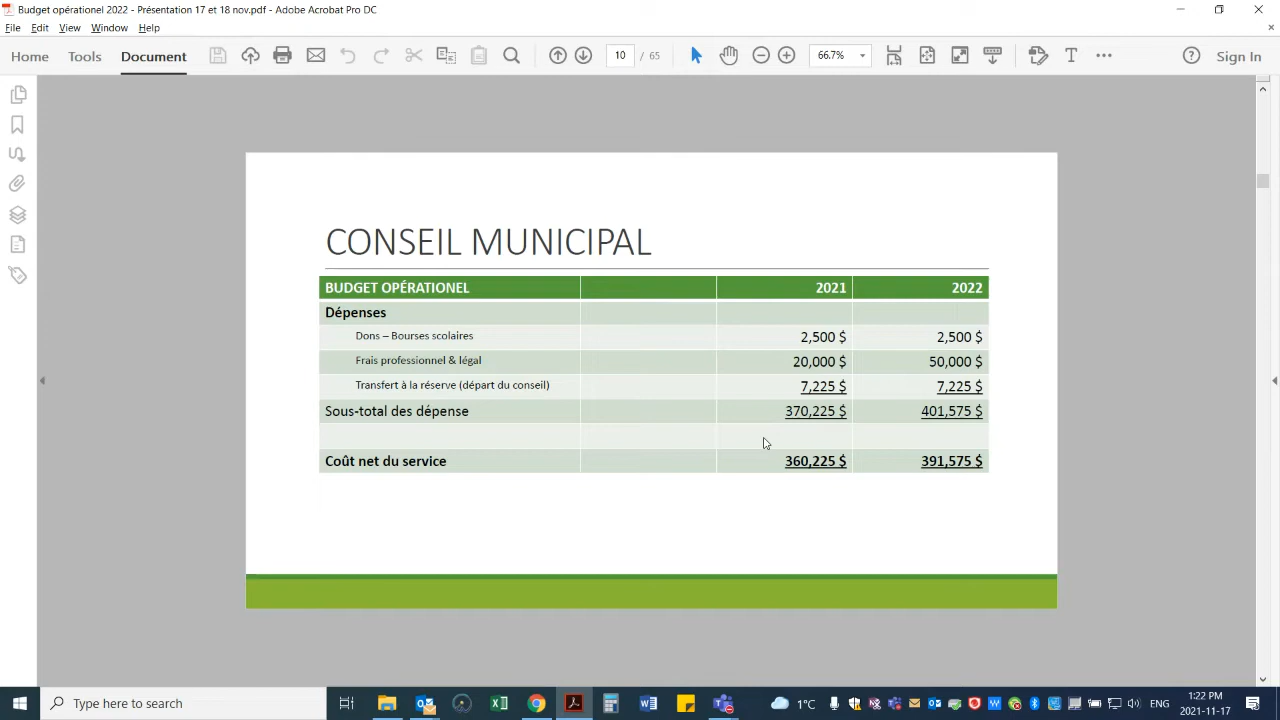 Budget opérationel 2022 - Présentation 17 et 18 nov.pdf - Adobe Acrobat Pro DC
File Edit View Window Help
Home Tools Document 10 / 65 66.7% Sign In
CONSEIL MUNICIPAL
BUDGET OPÉRATIONEL 2021 2022
Dépenses
Dons – Bourses scolaires 2,500 $ 2,500 $
Frais professionnel & légal 20,000 $ 50,000 $
Transfert à la réserve (départ du conseil) 7,225 $ 7,225 $
Sous-total des dépense 370,225 $ 401,575 $
Coût net du service 360,225 $ 391,575 $
Type here to search 1°C ENG 1:22 PM
2021-11-17